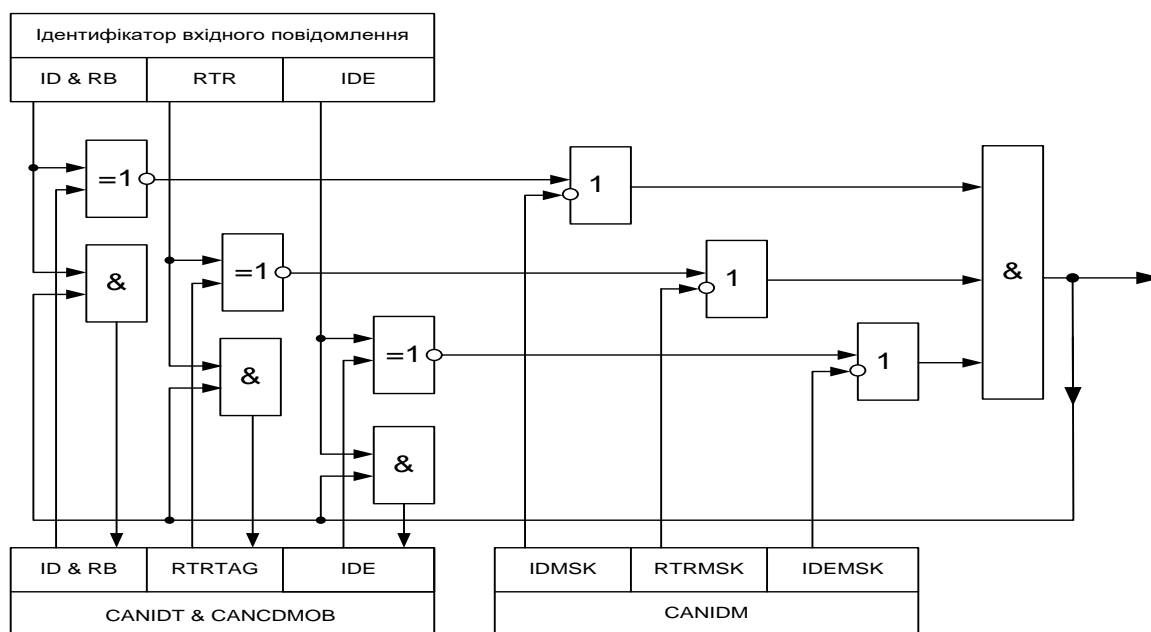 Ідентифікатор вхідного повідомлення
ID & RB RTR IDE
=1 1
& =1 1 &
=1 1
&
&
ID & RB RTRTAG IDE IDMSK RTRMSK IDEMSK
CANIDT & CANCDMOB CANIDM